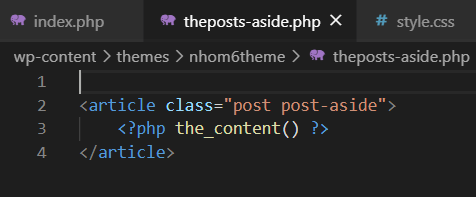 index.php theposts-aside.php × # style.css
wp-content > themes > nhom6theme > theposts-aside.php
1
2 <article class="post post-aside">
3 <?php the_content() ?>
4 </article>